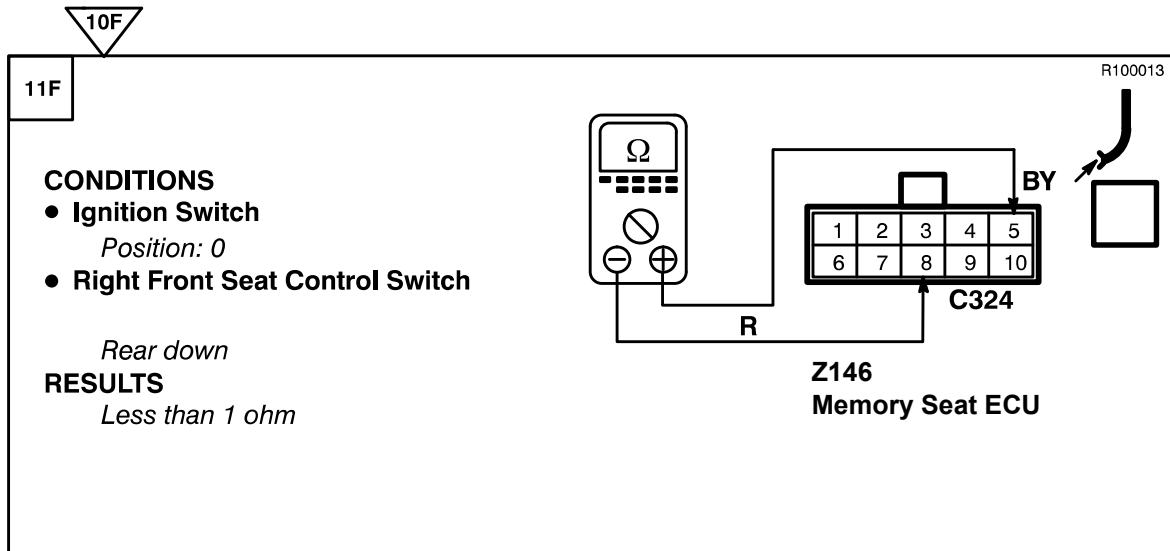 10F
11F
R100013
CONDITIONS
● Ignition Switch
Position: 0
● Right Front Seat Control Switch
Rear down
RESULTS
Less than 1 ohm
Ω
BY
1 2 3 4 5
6 7 8 9 10
C324
R
Z146
Memory Seat ECU